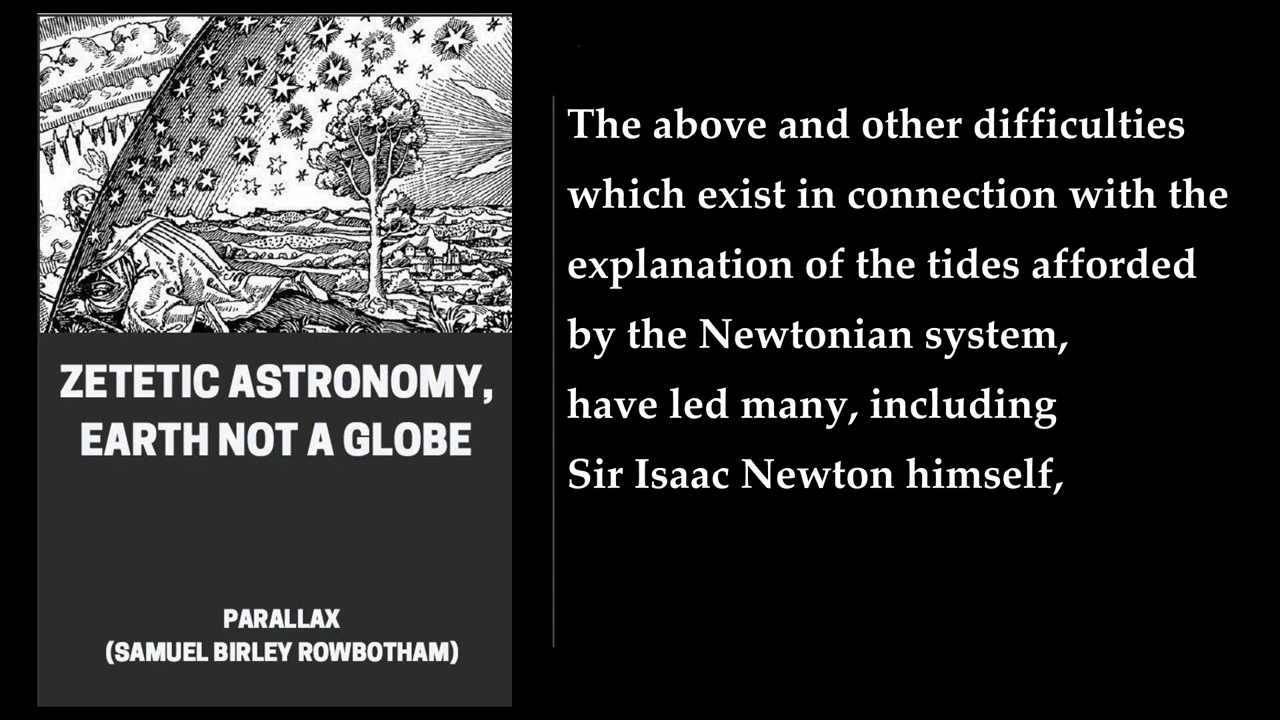 ZETETIC ASTRONOMY,
EARTH NOT A GLOBE
PARALLAX
(SAMUEL BIRLEY ROWBOTHAM)
The above and other difficulties
which exist in connection with the
explanation of the tides afforded
by the Newtonian system,
have led many, including
Sir Isaac Newton himself,